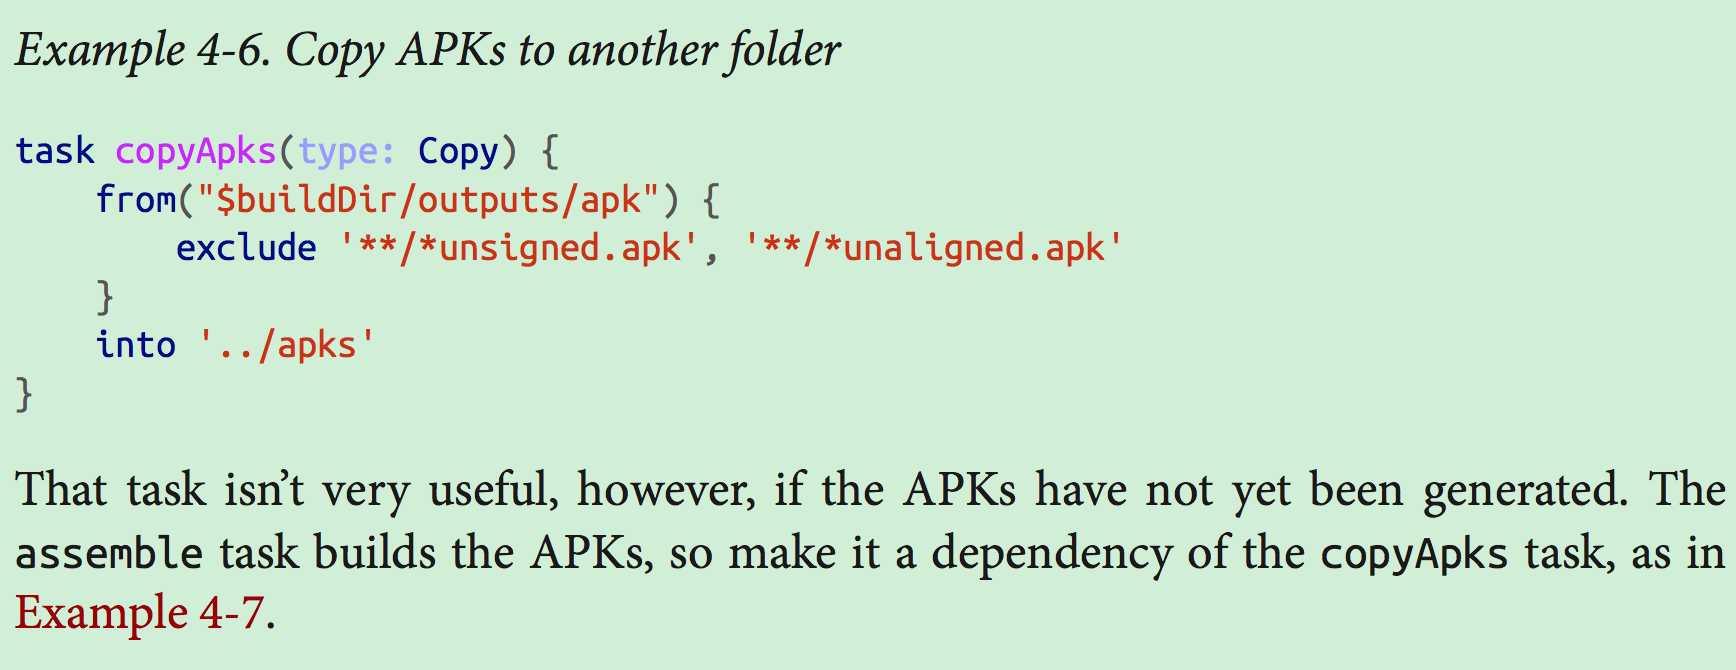 Example 4-6. Copy APKs to another folder
task copyApks(type: Copy) {
    from("$buildDir/outputs/apk") {
        exclude '**/*unsigned.apk', '**/*unaligned.apk'
    }
    into '../apks'
}
That task isn’t very useful, however, if the APKs have not yet been generated. The
assemble task builds the APKs, so make it a dependency of the copyApks task, as in
Example 4-7.